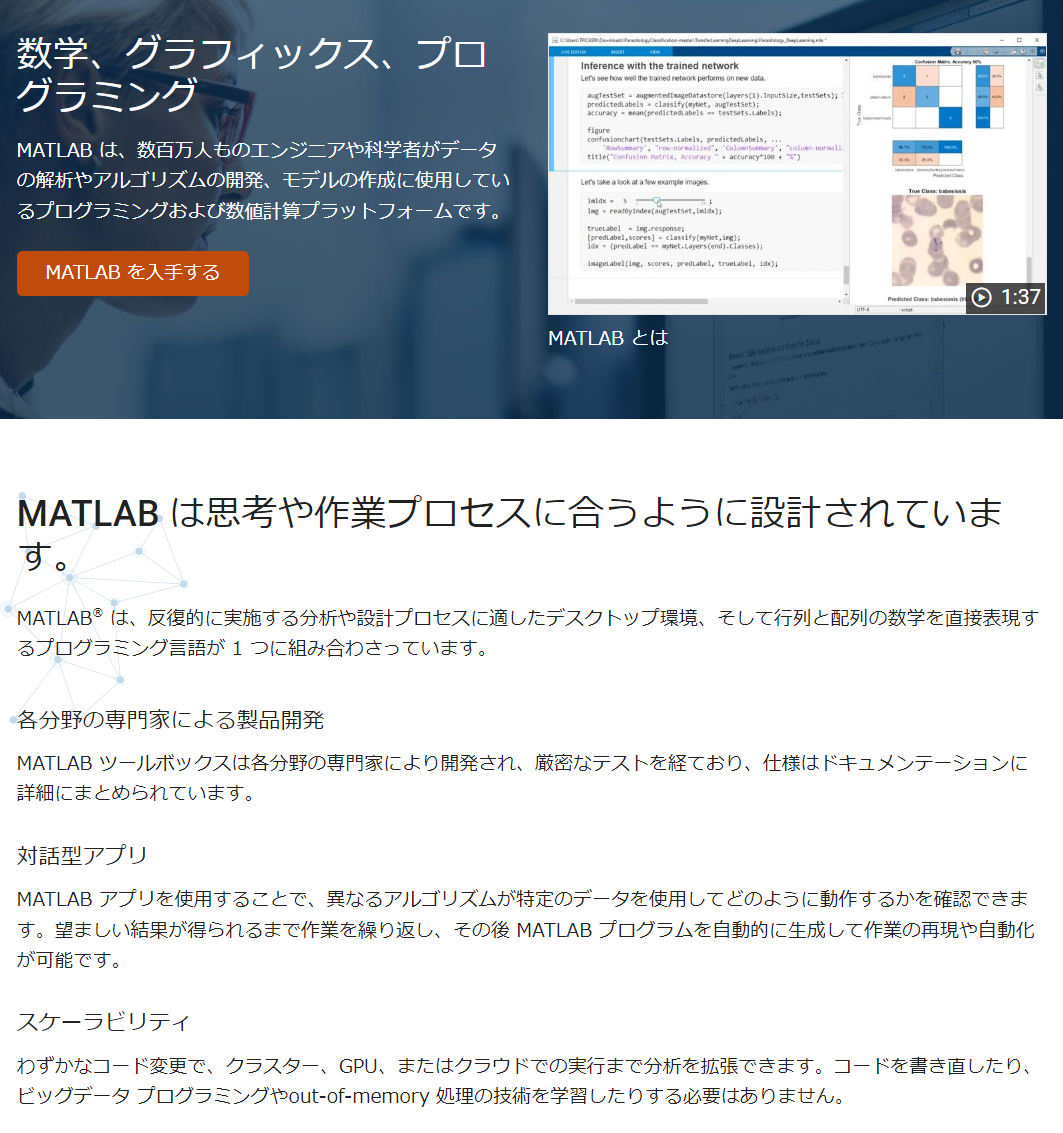 数学、グラフィックス、プロ
グラミング
MATLAB は、数百万人ものエンジニアや科学者がデータ
の解析やアルゴリズムの開発、モデルの作成に使用してい
るプログラミングおよび数値計算プラットフォームです。
MATLAB を入手する
LIVE EDITOR INSERT VIEW
Inference with the trained network
Let's see how well the trained network performs on new data.
augTestSet = augmentedImageDatastore(layers(1).InputSize,testSets);
predictedLabels = classify(myNet, augTestSet);
accuracy = mean(predictedLabels == testSets.Labels);
figure
confusionchart(testSets.Labels, predictedLabels, ...
'RowSummary', "row-normalized", 'ColumnSummary', "column-normali
title("Confusion Matrix, Accuracy " + accuracy*100 + "%")
Let's take a look at a few example images.
imidx = 5 ;
img = readByIndex(augTestSet,imidx);
trueLabel = img.response;
[predLabel,scores] = classify(myNet,img);
idx = (predLabel == myNet.Layers(end).Classes);
imageLabel(img, scores, predLabel, trueLabel, idx);
True Class
Predicted Class
True Class: babesiosis
Predicted Class: babesiosis
UTF-8 script
1:37
MATLAB とは
MATLAB は思考や作業プロセスに合うように設計されていま
す。
MATLAB® は、反復的に実施する分析や設計プロセスに適したデスクトップ環境、そして行列と配列の数学を直接表現す
るプログラミング言語が 1 つに組み合わさっています。
各分野の専門家による製品開発
MATLAB ツールボックスは各分野の専門家により開発され、厳密なテストを経ており、仕様はドキュメンテーションに
詳細にまとめられています。
対話型アプリ
MATLAB アプリを使用することで、異なるアルゴリズムが特定のデータを使用してどのように動作するかを確認できま
す。望ましい結果が得られるまで作業を繰り返し、その後 MATLAB プログラムを自動的に生成して作業の再現や自動化
が可能です。
スケーラビリティ
わずかなコード変更で、クラスター、GPU、またはクラウドでの実行まで分析を拡張できます。コードを書き直したり、
ビッグデータ プログラミングやout-of-memory 処理の技術を学習したりする必要はありません。